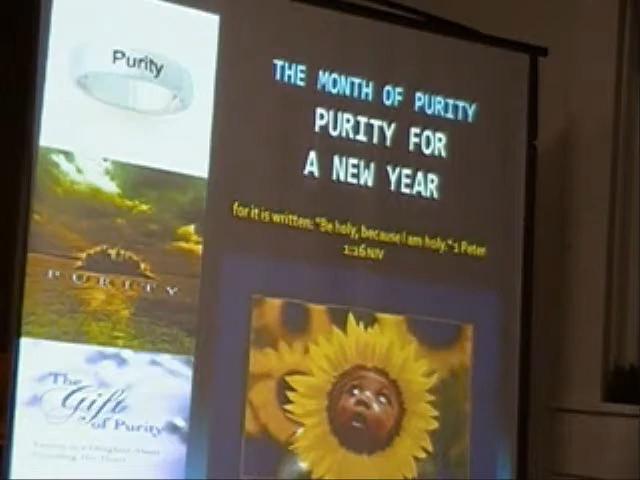 Purity
PURITY
The
Gift
of Purity
THE MONTH OF PURITY
PURITY FOR
A NEW YEAR
for it is written: "Be holy, because I am holy." 1 Peter
1:16 NIV